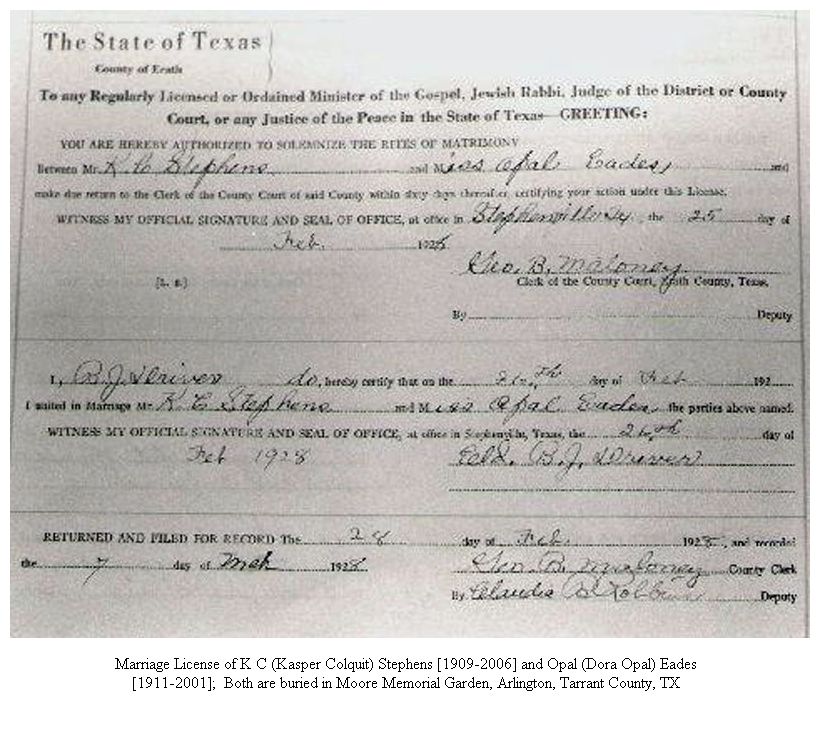 The State of Texas
County of Erath
To any Regularly Licensed or Ordained Minister of the Gospel, Jewish Rabbi, Judge of the District or County
Court, or any Justice of the Peace in the State of Texas—GREETING:
YOU ARE HEREBY AUTHORIZED TO SOLEMNIZE THE RITES OF MATRIMONY
Between Mr. K C Stephens and Miss Opal Eades, and
make due return to the Clerk of the County Court of said County within sixty days thereafter, certifying your action under this License.
WITNESS MY OFFICIAL SIGNATURE AND SEAL OF OFFICE, at office in Stephenville, the 25 day of
Feb. 1928
Geo. B. Maloney
[L. s.] Clerk of the County Court, Erath County, Texas.
By Deputy
I, B. J. Driver do, hereby certify that on the 26th day of Feb 192
I united in Marriage Mr. K C Stephens and Miss Opal Eades, the parties above named.
WITNESS MY OFFICIAL SIGNATURE AND SEAL OF OFFICE, at office in Stephenville, Texas, the 26th day of
Feb 1928 Eld. B. J. Driver
RETURNED AND FILED FOR RECORD The 28 day of Feb. 1928, and recorded
the 7 day of Mch 1928 Geo. B. Maloney County Clerk
By Claudia Deputy
Marriage License of K C (Kasper Colquit) Stephens [1909-2006] and Opal (Dora Opal) Eades
[1911-2001]; Both are buried in Moore Memorial Garden, Arlington, Tarrant County, TX